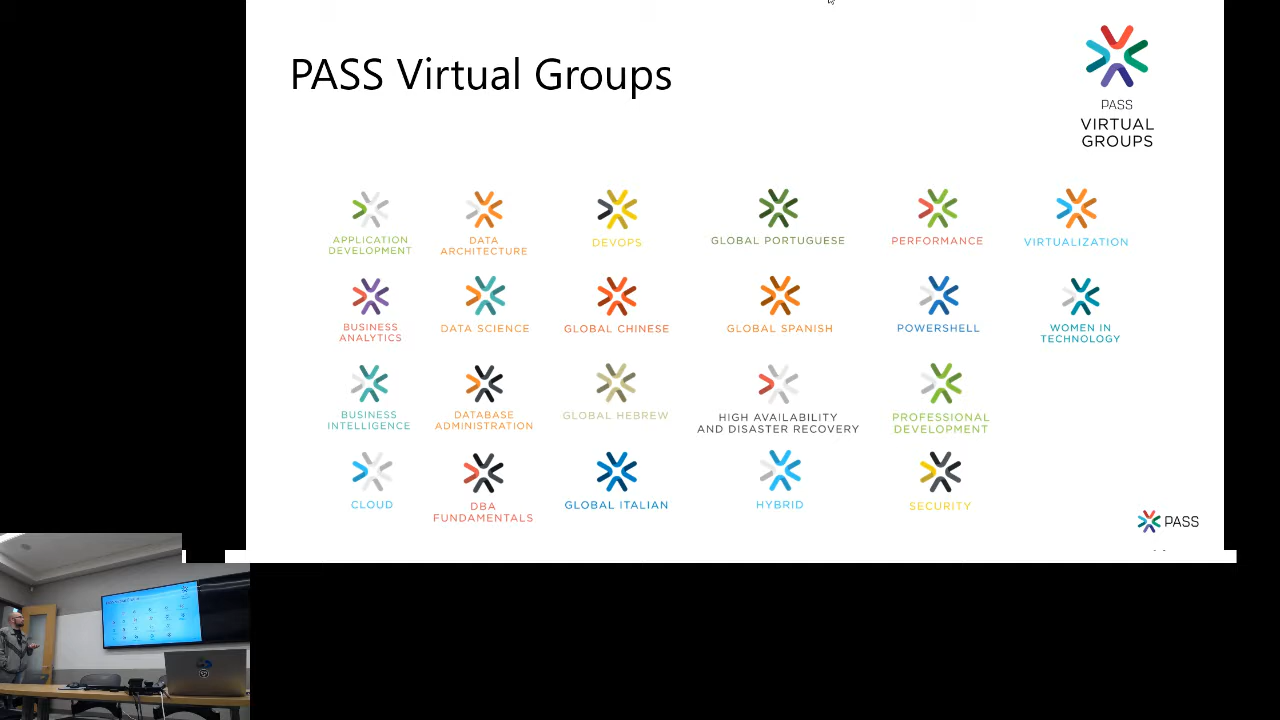 PASS Virtual Groups
PASS
VIRTUAL
GROUPS
APPLICATION
DEVELOPMENT
DATA
ARCHITECTURE
DEVOPS
GLOBAL PORTUGUESE
PERFORMANCE
VIRTUALIZATION
BUSINESS
ANALYTICS
DATA SCIENCE
GLOBAL CHINESE
GLOBAL SPANISH
POWERSHELL
WOMEN IN
TECHNOLOGY
BUSINESS
INTELLIGENCE
DATABASE
ADMINISTRATION
GLOBAL HEBREW
HIGH AVAILABILITY
AND DISASTER RECOVERY
PROFESSIONAL
DEVELOPMENT
CLOUD
DBA
FUNDAMENTALS
GLOBAL ITALIAN
HYBRID
SECURITY
PASS